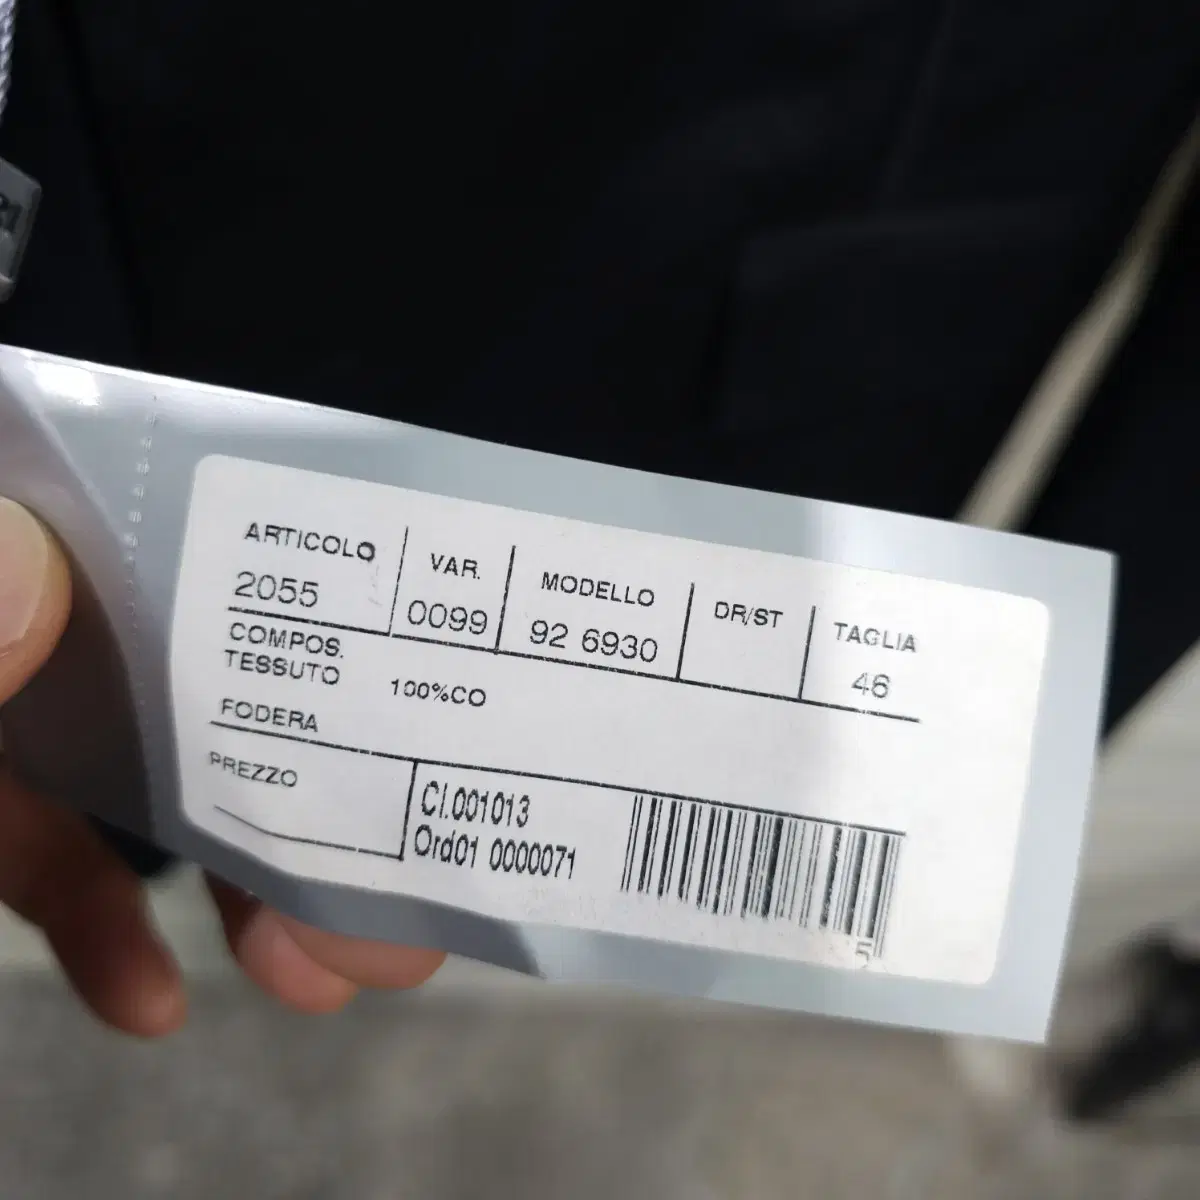 ARTICOLO VAR. MODELLO DR/ST TAGLIA
2055 0099 92 6930 46
COMPOS.
TESSUTO 100%CO
FODERA
PREZZO
Cl.001013
Ord01 0000071
5